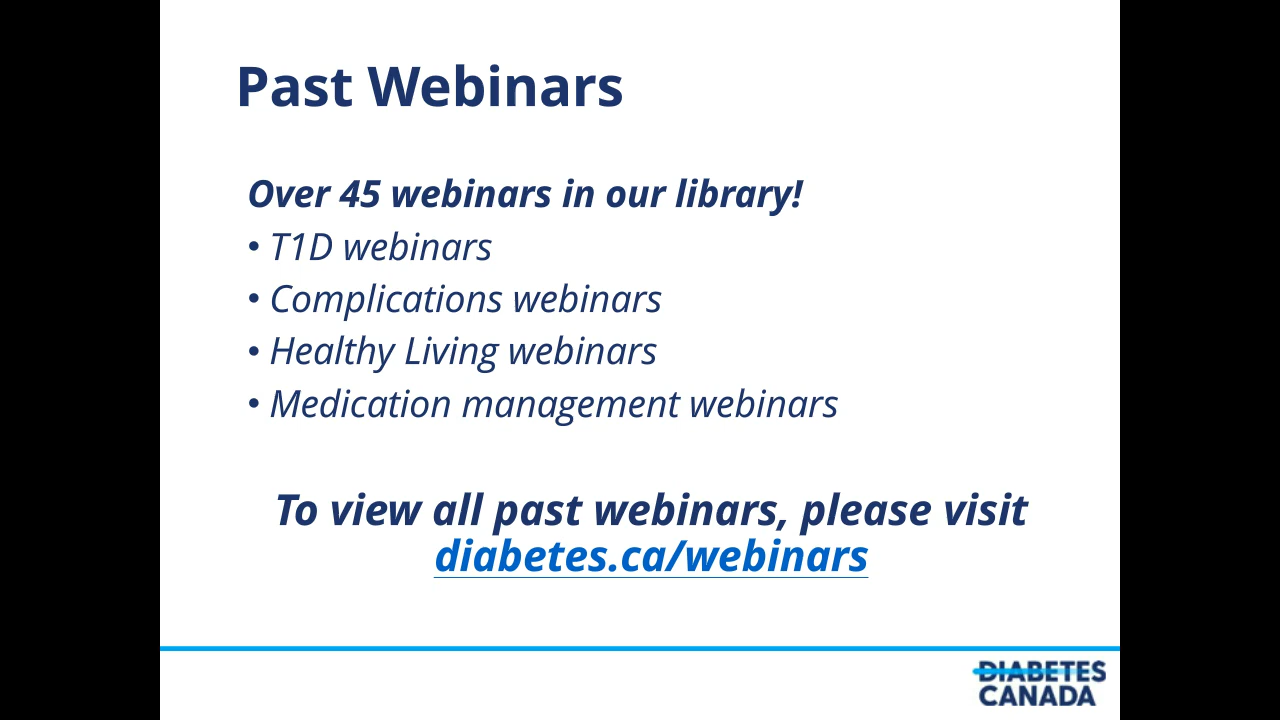 Past Webinars
Over 45 webinars in our library!
• T1D webinars
• Complications webinars
• Healthy Living webinars
• Medication management webinars
To view all past webinars, please visit
diabetes.ca/webinars
DIABETES
CANADA